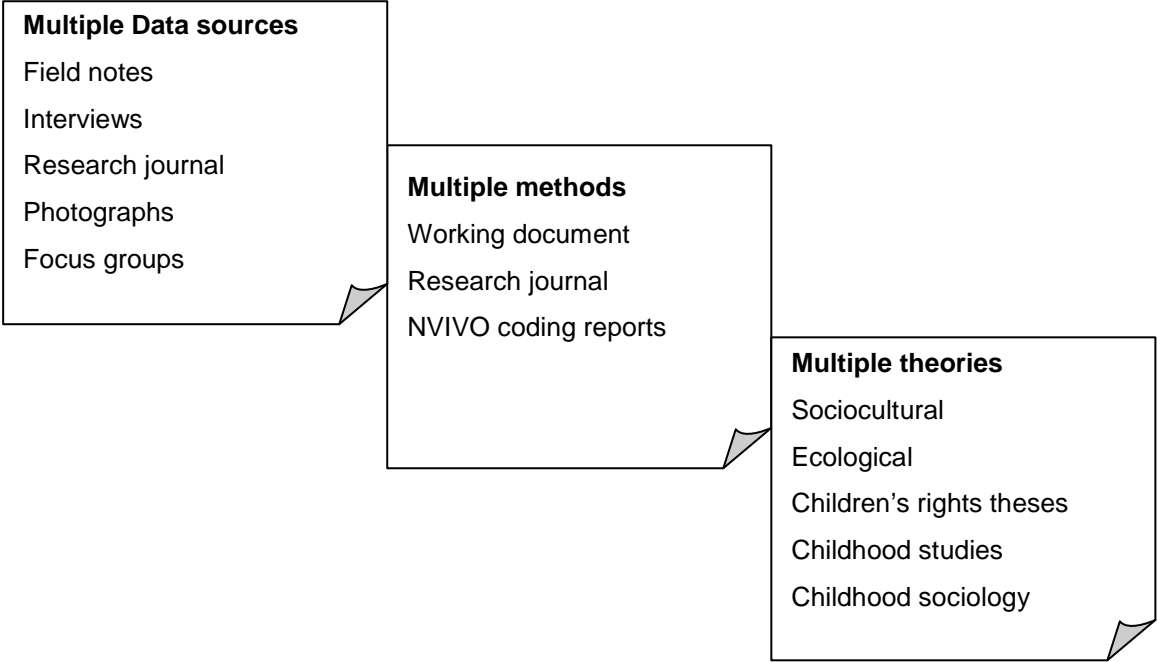 Multiple Data sources
Field notes
Interviews
Research journal
Photographs
Focus groups
Multiple methods
Working document
Research journal
NVIVO coding reports
Multiple theories
Sociocultural
Ecological
Children’s rights theses
Childhood studies
Childhood sociology